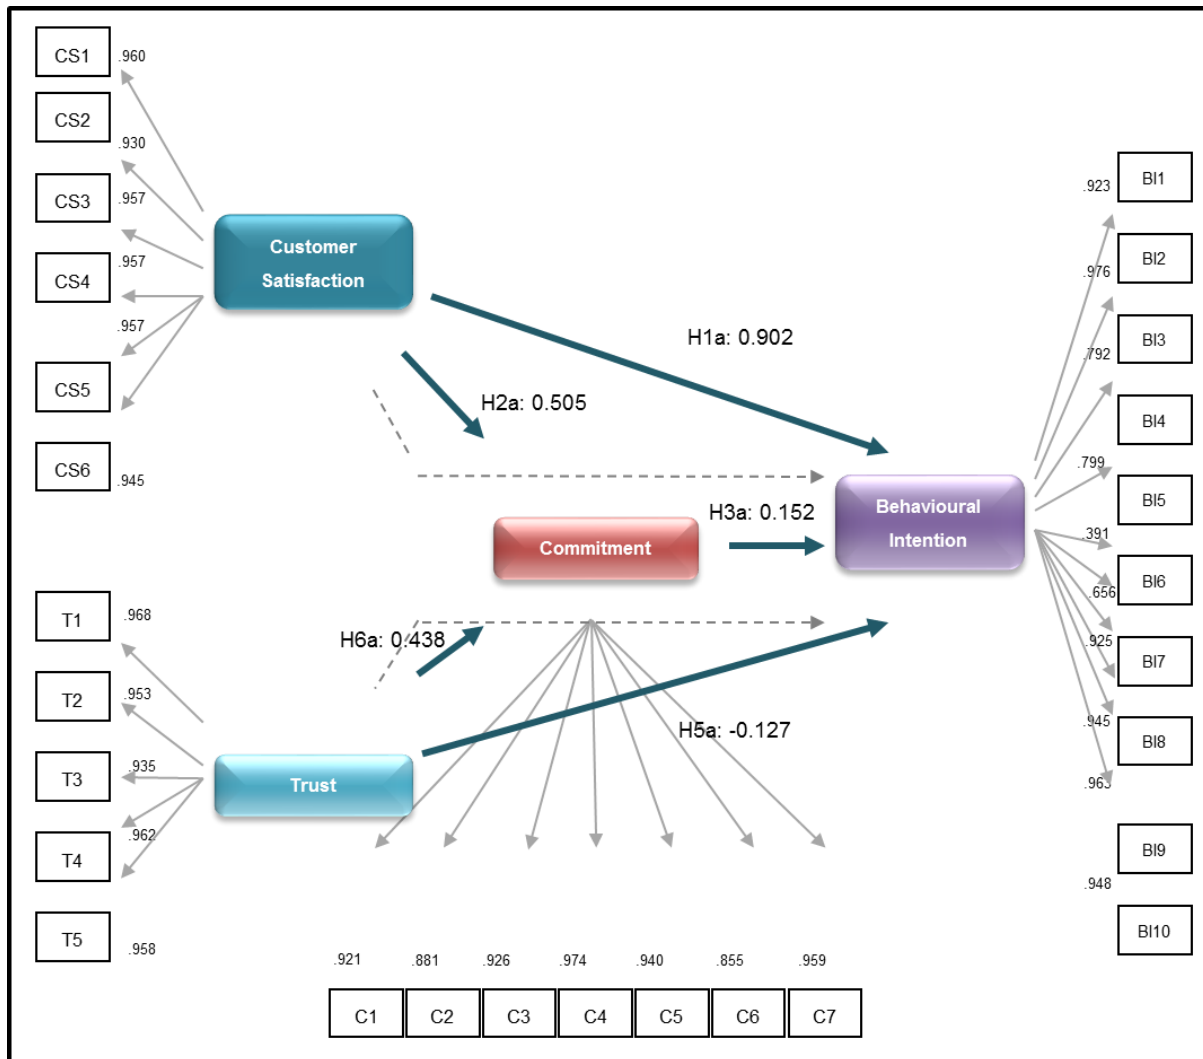 CS1
.960
CS2
.930
CS3
.957
CS4
.957
.957
CS5
CS6
.945
Customer
Satisfaction
H1a: 0.902
H2a: 0.505
H3a: 0.152
Commitment
Behavioural
Intention
H6a: 0.438
H5a: -0.127
T1
.968
T2
.953
T3
.935
T4
.962
T5
.958
Trust
.923
BI1
.976
BI2
.792
BI3
BI4
.799
BI5
.391
BI6
.656
.925
BI7
.945
BI8
.963
BI9
.948
BI10
.921
.881
.926
.974
.940
.855
.959
C1
C2
C3
C4
C5
C6
C7